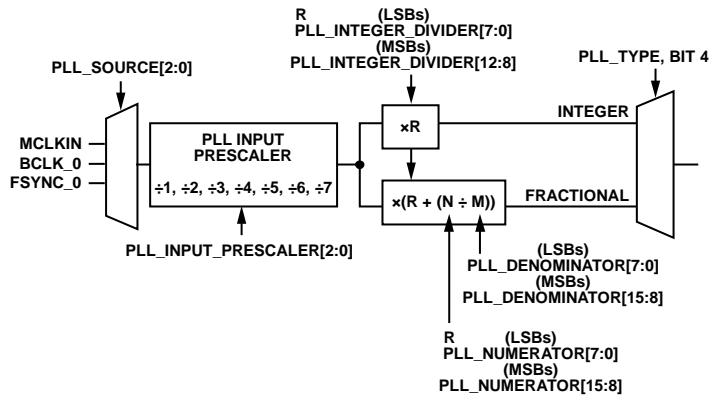 R (LSBs)
PLL_INTEGER_DIVIDER[7:0]
(MSBs)
PLL_INTEGER_DIVIDER[12:8]
PLL_SOURCE[2:0]
PLL_TYPE, BIT 4
MCLKIN
BCLK_0
FSYNC_0
PLL INPUT
PRESCALER
÷1, ÷2, ÷3, ÷4, ÷5, ÷6, ÷7
PLL_INPUT_PRESCALER[2:0]
×R
INTEGER
×(R + (N ÷ M))
FRACTIONAL
(LSBs)
PLL_DENOMINATOR[7:0]
(MSBs)
PLL_DENOMINATOR[15:8]
R (LSBs)
PLL_NUMERATOR[7:0]
(MSBs)
PLL_NUMERATOR[15:8]